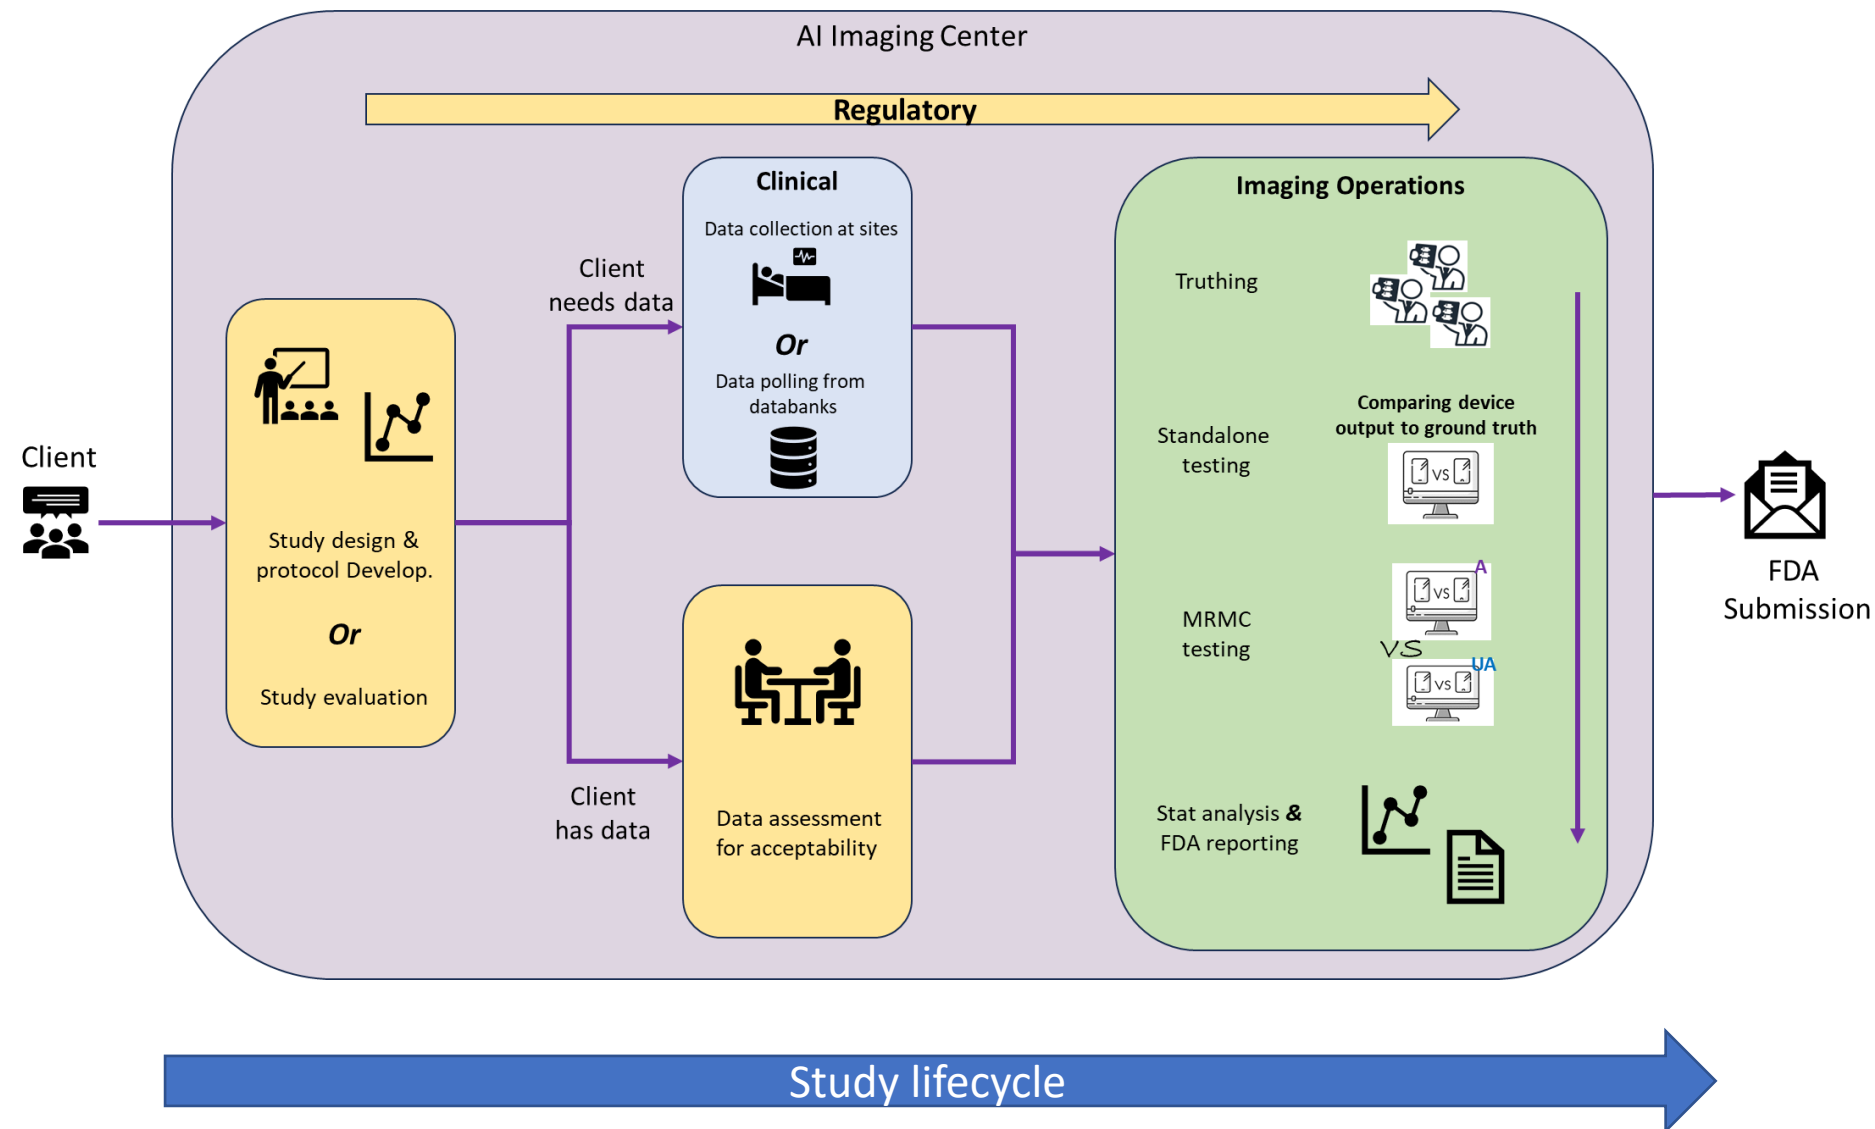 AI Imaging Center
Regulatory
Client
Study design &
protocol Develop.
Or
Study evaluation
Client
needs data
Clinical
Data collection at sites
Or
Data polling from
databanks
Client
has data
Data assessment
for acceptability
Imaging Operations
Truthing
Standalone
testing
Comparing device
output to ground truth
VS
MRMC
testing
VS
A
VS
VS
UA
Stat analysis &
FDA reporting
FDA
Submission
Study lifecycle